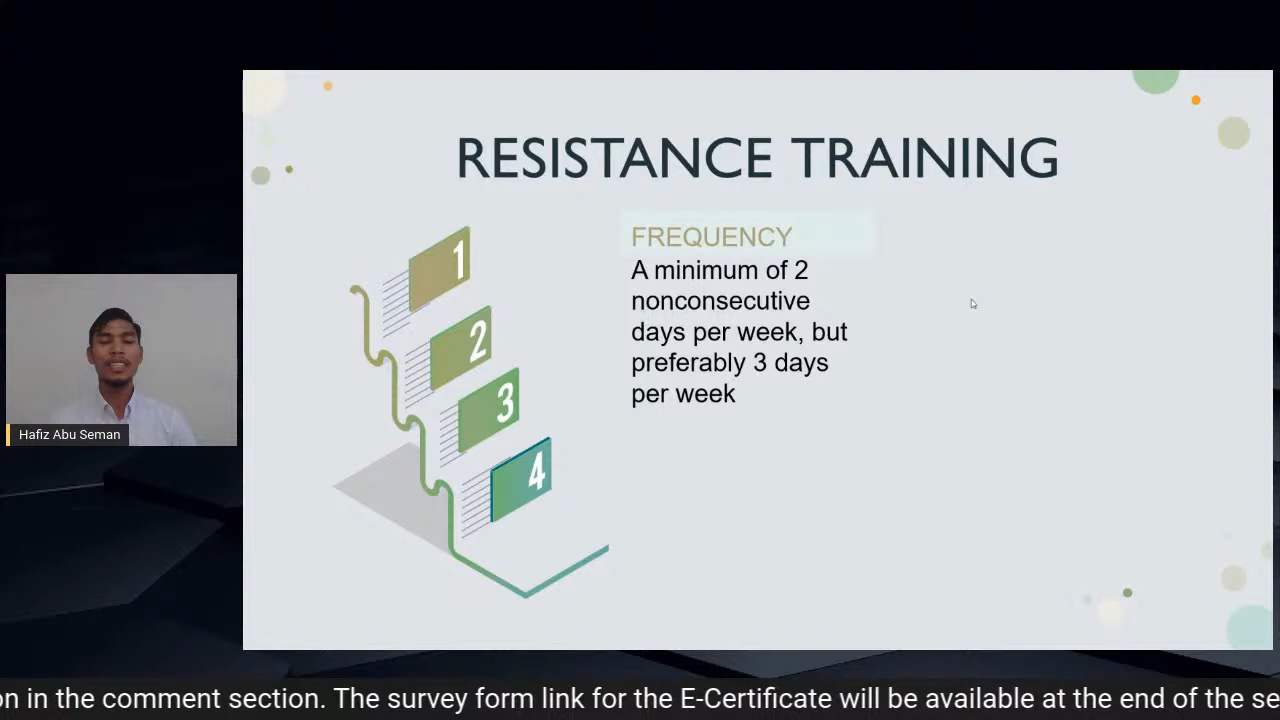 RESISTANCE TRAINING
1
2
3
4
FREQUENCY
A minimum of 2
nonconsecutive
days per week, but
preferably 3 days
per week
Hafiz Abu Seman
on in the comment section. The survey form link for the E-Certificate will be available at the end of the se